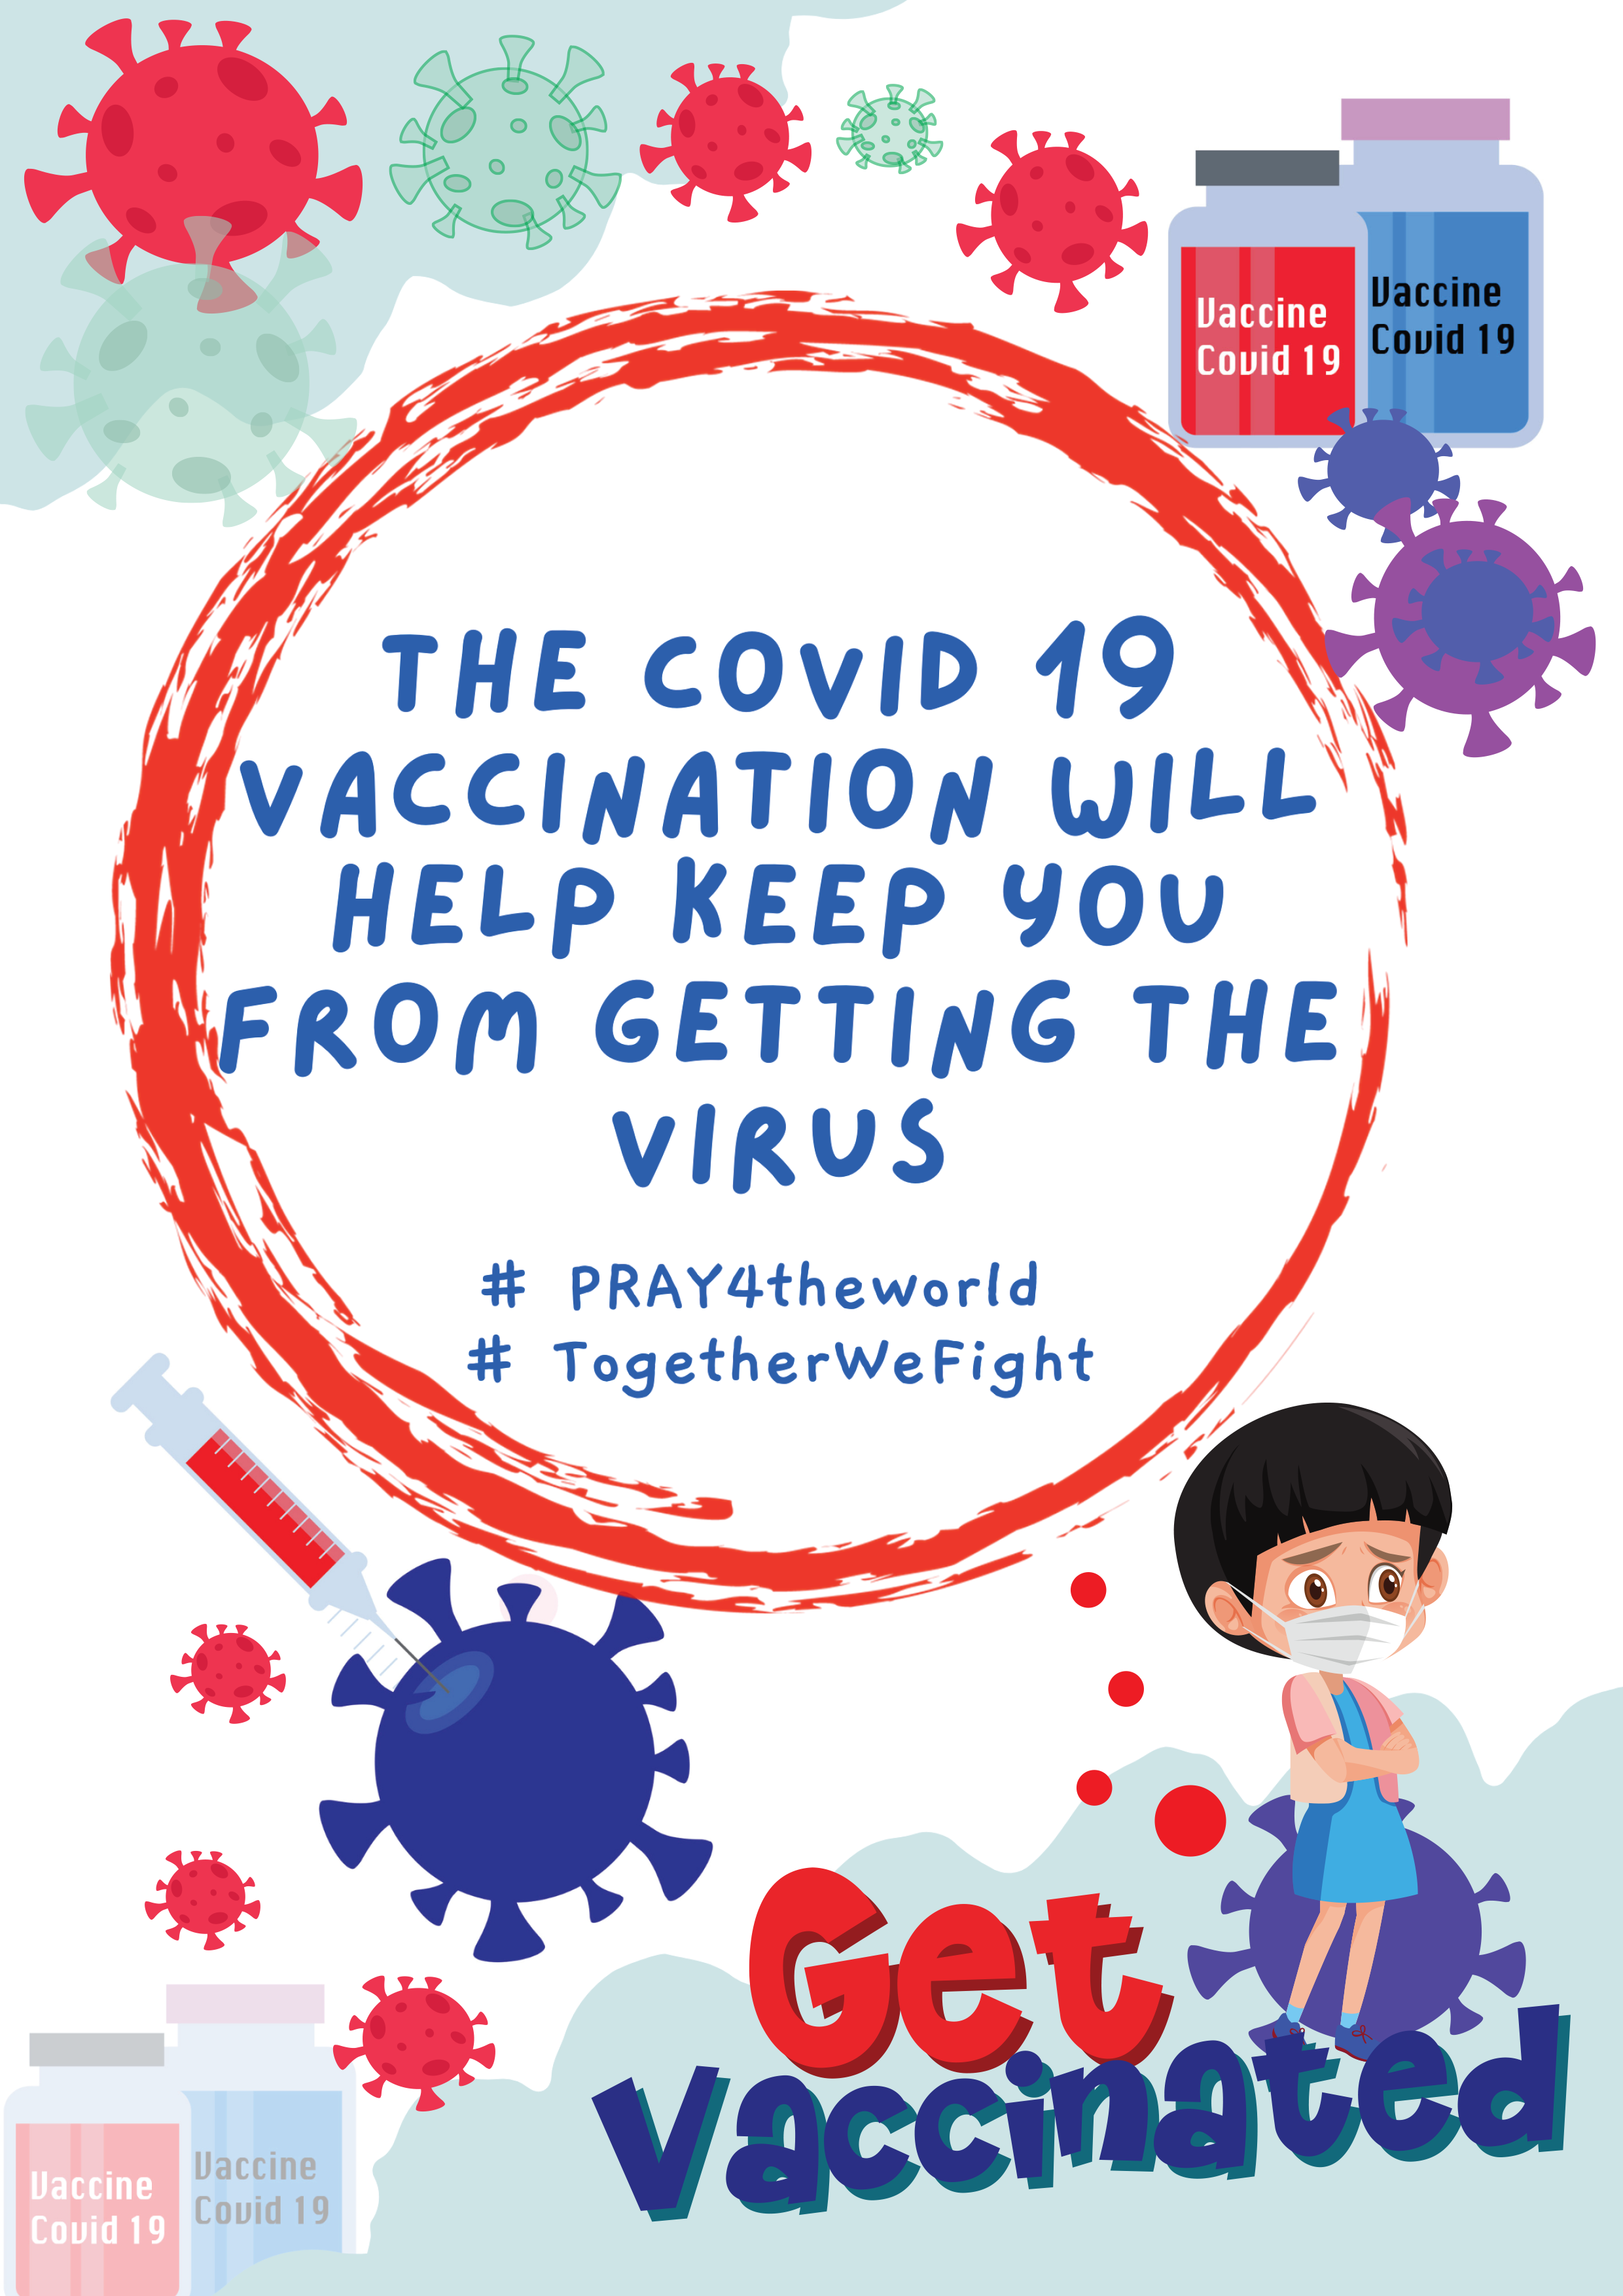 Vaccine
Covid 19
Vaccine
Covid 19
THE COVID 19
VACCINATION WILL
HELP KEEP YOU
FROM GETTING THE
VIRUS
# PRAY4theworld
# TogetherWeFight
Get
Vaccinated
Vaccine
Covid 19
Vaccine
Covid 19